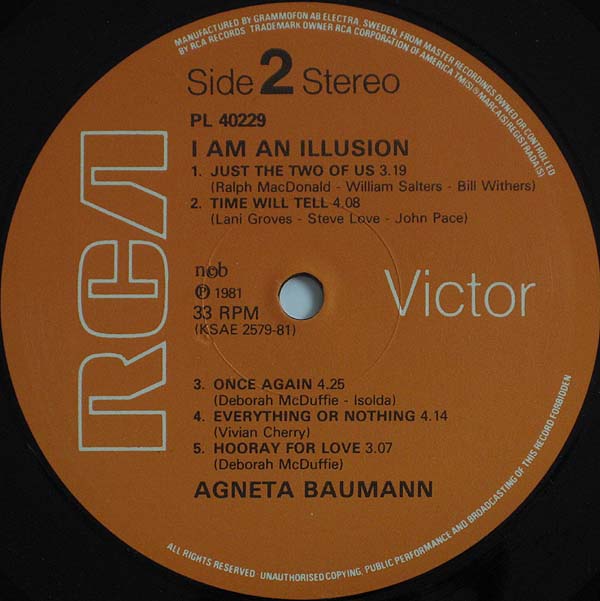 MANUFACTURED BY GRAMMOFON AB ELECTRA, SWEDEN, FROM MASTER RECORDINGS OWNED OR CONTROLLED
BY RCA RECORDS TRADEMARK OWNER RCA CORPORATION OF AMERICA TM(S)® MARCA(S) REGISTRADA(S)
Side 2 Stereo
PL 40229
I AM AN ILLUSION
1. JUST THE TWO OF US 3.19
(Ralph MacDonald - William Salters - Bill Withers)
2. TIME WILL TELL 4.08
(Lani Groves - Steve Love - John Pace)
RCA
ncb
℗ 1981
33 RPM
(KSAE 2579-81)
Victor
3. ONCE AGAIN 4.25
(Deborah McDuffie - Isolda)
4. EVERYTHING OR NOTHING 4.14
(Vivian Cherry)
5. HOORAY FOR LOVE 3.07
(Deborah McDuffie)
AGNETA BAUMANN
ALL RIGHTS RESERVED. UNAUTHORISED COPYING, PUBLIC PERFORMANCE AND BROADCASTING OF THIS RECORD FORBIDDEN